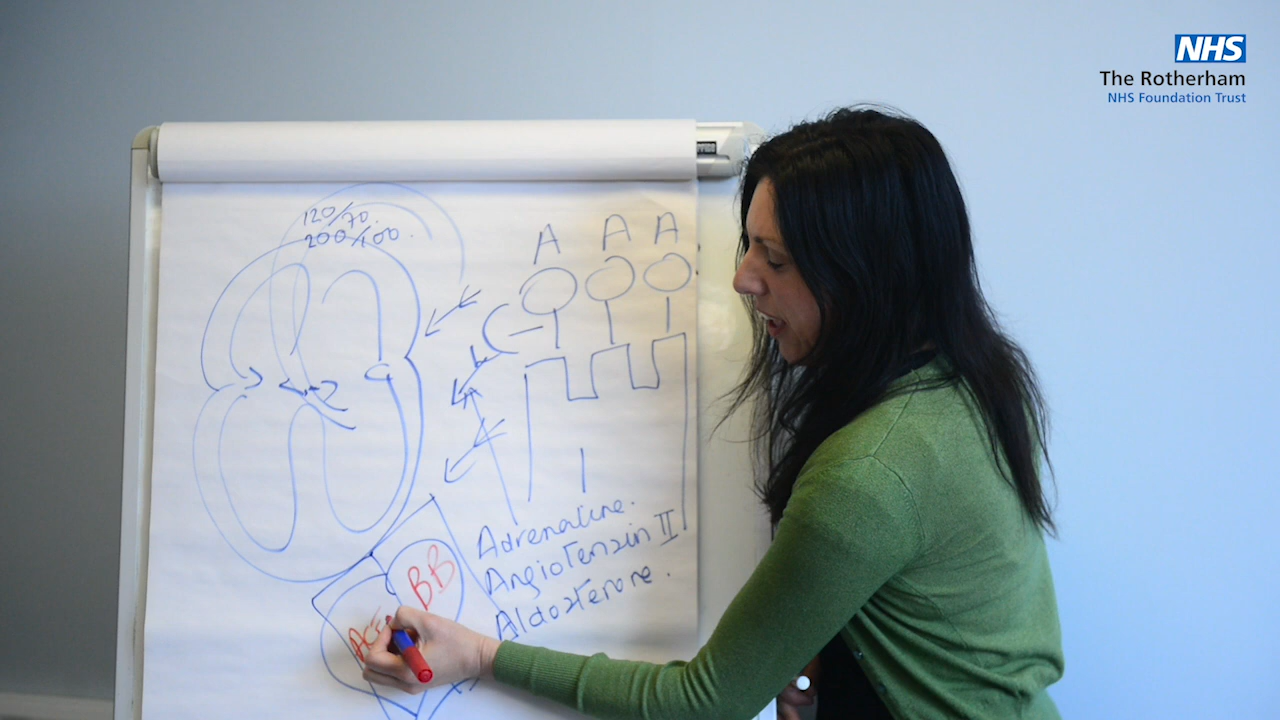 NHS
The Rotherham
NHS Foundation Trust
120/70.
200/100.
A A A
Adrenaline.
Angiotensin II
Aldosterone.
BB